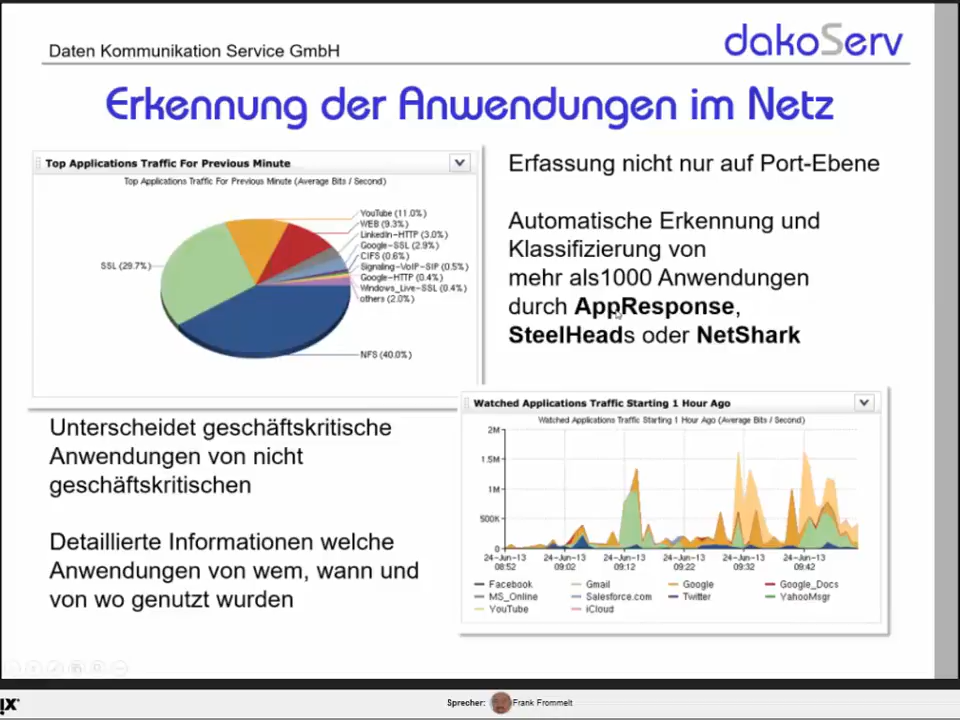 Daten Kommunikation Service GmbH
dakoServ
Erkennung der Anwendungen im Netz
Top Applications Traffic For Previous Minute
Top Applications Traffic For Previous Minute (Average Bits / Second)
YouTube (11.0%)
WEB (9.3%)
LinkedIn-HTTP (3.0%)
Google-SSL (2.9%)
CIFS (0.6%)
SSL (29.7%)
Signaling-VoIP-SIP (0.5%)
Google-HTTP (0.4%)
Windows_Live-SSL (0.4%)
others (2.0%)
NFS (40.0%)
Erfassung nicht nur auf Port-Ebene
Automatische Erkennung und
Klassifizierung von
mehr als1000 Anwendungen
durch AppResponse,
SteelHeads oder NetShark
Unterscheidet geschäftskritische
Anwendungen von nicht
geschäftskritischen
Detaillierte Informationen welche
Anwendungen von wem, wann und
von wo genutzt wurden
Watched Applications Traffic Starting 1 Hour Ago
Watched Applications Traffic Starting 1 Hour Ago (Average Bits / Second)
2M
1.5M
1M
500K
0
24-Jun-13 24-Jun-13 24-Jun-13 24-Jun-13 24-Jun-13 24-Jun-13
08:52 09:02 09:12 09:22 09:32 09:42
Facebook Gmail Google Google_Docs
MS_Online Salesforce.com Twitter YahooMsgr
YouTube iCloud
Sprecher: Frank Frommelt